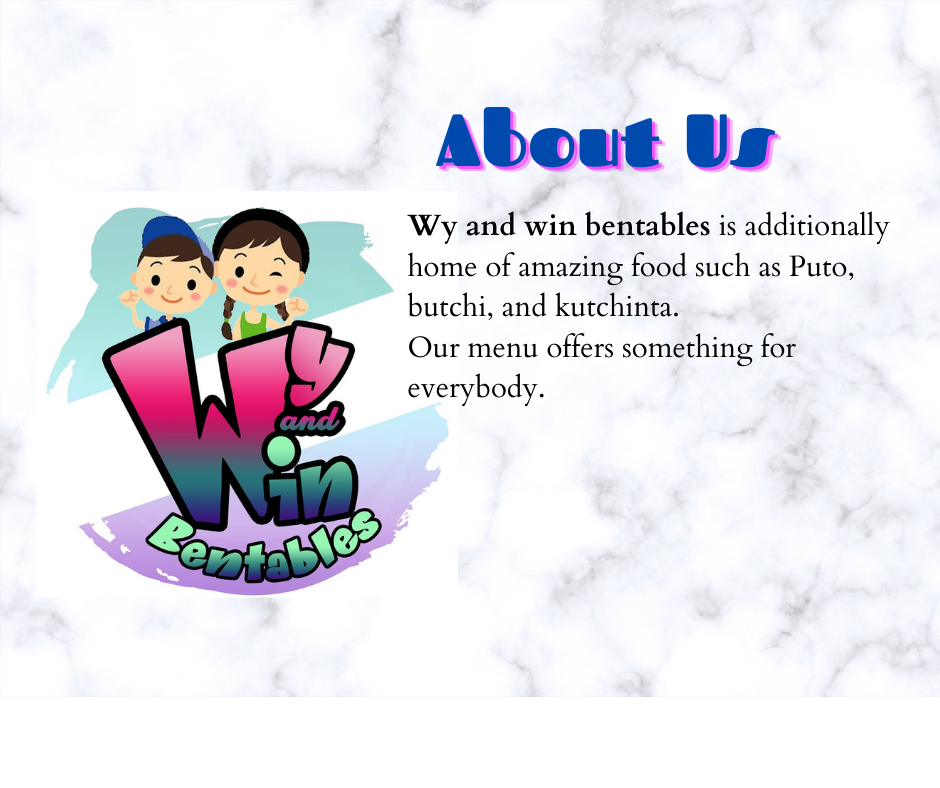 About Us
Wy and win bentables is additionally
home of amazing food such as Puto,
butchi, and kutchinta.
Our menu offers something for
everybody.
Wy
and
Win
Bentables